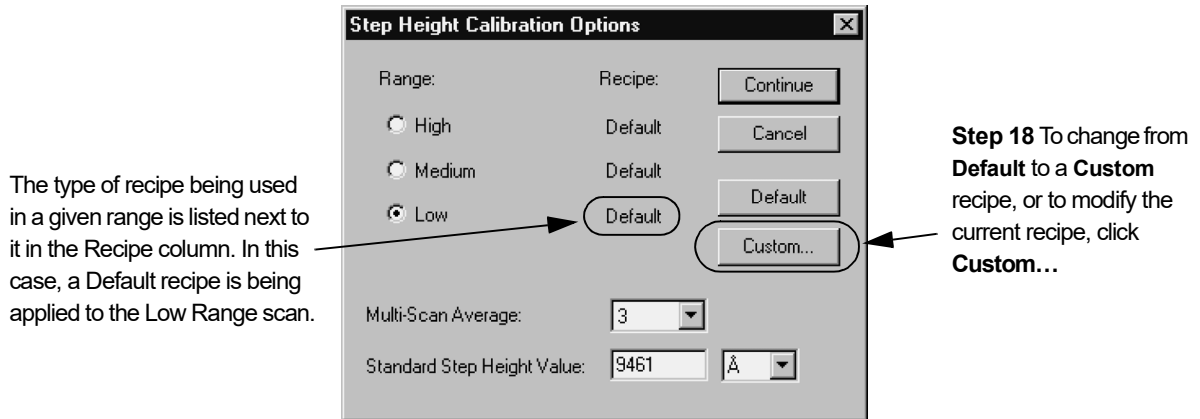 Step Height Calibration Options
Range: Recipe: Continue
High Default Cancel
Medium Default
Default
Low Default
Custom...
Multi-Scan Average: 3
Standard Step Height Value: 9461 Å
The type of recipe being used
in a given range is listed next to
it in the Recipe column. In this
case, a Default recipe is being
applied to the Low Range scan.
Step 18 To change from
Default to a Custom
recipe, or to modify the
current recipe, click
Custom…